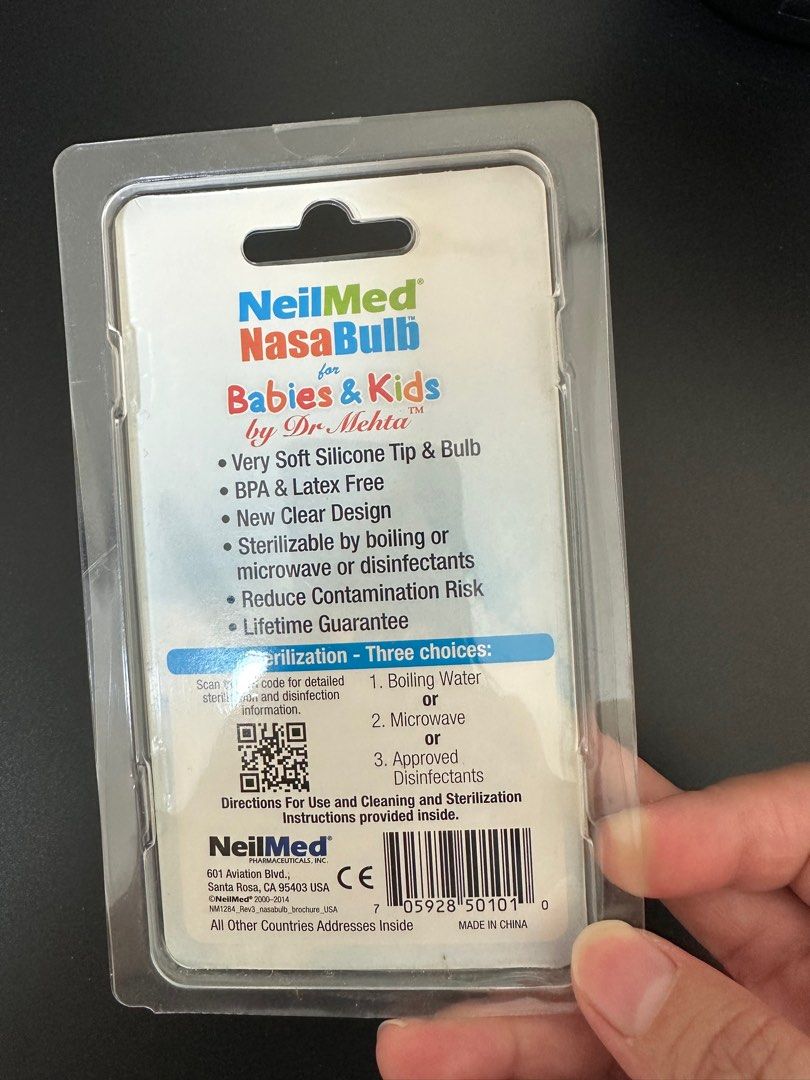 NeilMed®
NasaBulb™
for
Babies & Kids
by Dr Mehta™
• Very Soft Silicone Tip & Bulb
• BPA & Latex Free
• New Clear Design
• Sterilizable by boiling or
microwave or disinfectants
• Reduce Contamination Risk
• Lifetime Guarantee
- Three choices:
Scan code for detailed
and disinfection
information.
1. Boiling Water
or
2. Microwave
or
3. Approved
Disinfectants
Directions For Use and Cleaning and Sterilization
Instructions provided inside.
NeilMed®
PHARMACEUTICALS, INC.
601 Aviation Blvd.,
Santa Rosa, CA 95403 USA
©NeilMed® 2000-2014
NM1284_Rev3_nasabulb_brochure_USA
CE
7 05928 50101 0
All Other Countries Addresses Inside
MADE IN CHINA